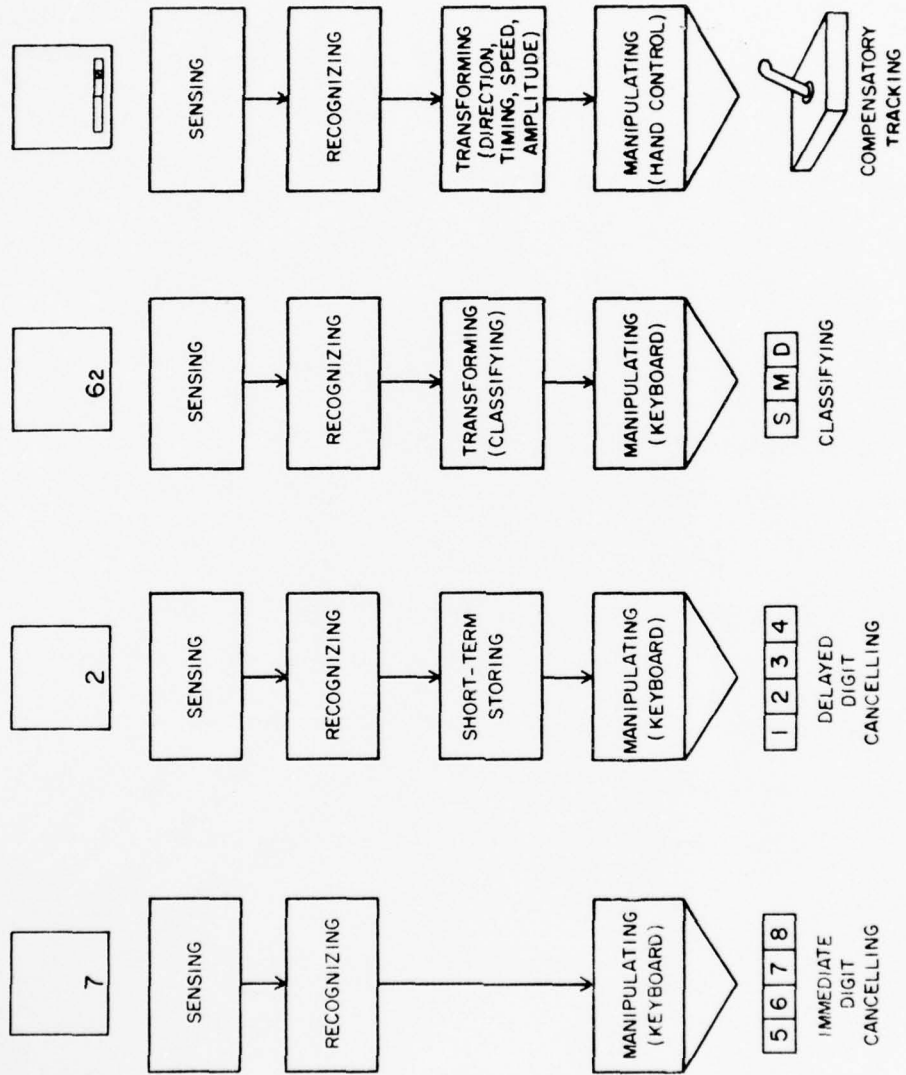 7
SENSING
RECOGNIZING
MANIPULATING
(KEYBOARD)
5 6 7 8
IMMEDIATE
DIGIT
CANCELLING
2
SENSING
RECOGNIZING
SHORT-TERM
STORING
MANIPULATING
(KEYBOARD)
1 2 3 4
DELAYED
DIGIT
CANCELLING
62
SENSING
RECOGNIZING
TRANSFORMING
(CLASSIFYING)
MANIPULATING
(KEYBOARD)
S M D
CLASSIFYING
SENSING
RECOGNIZING
TRANSFORMING
(DIRECTION,
TIMING, SPEED,
AMPLITUDE)
MANIPULATING
(HAND CONTROL)
COMPENSATORY
TRACKING